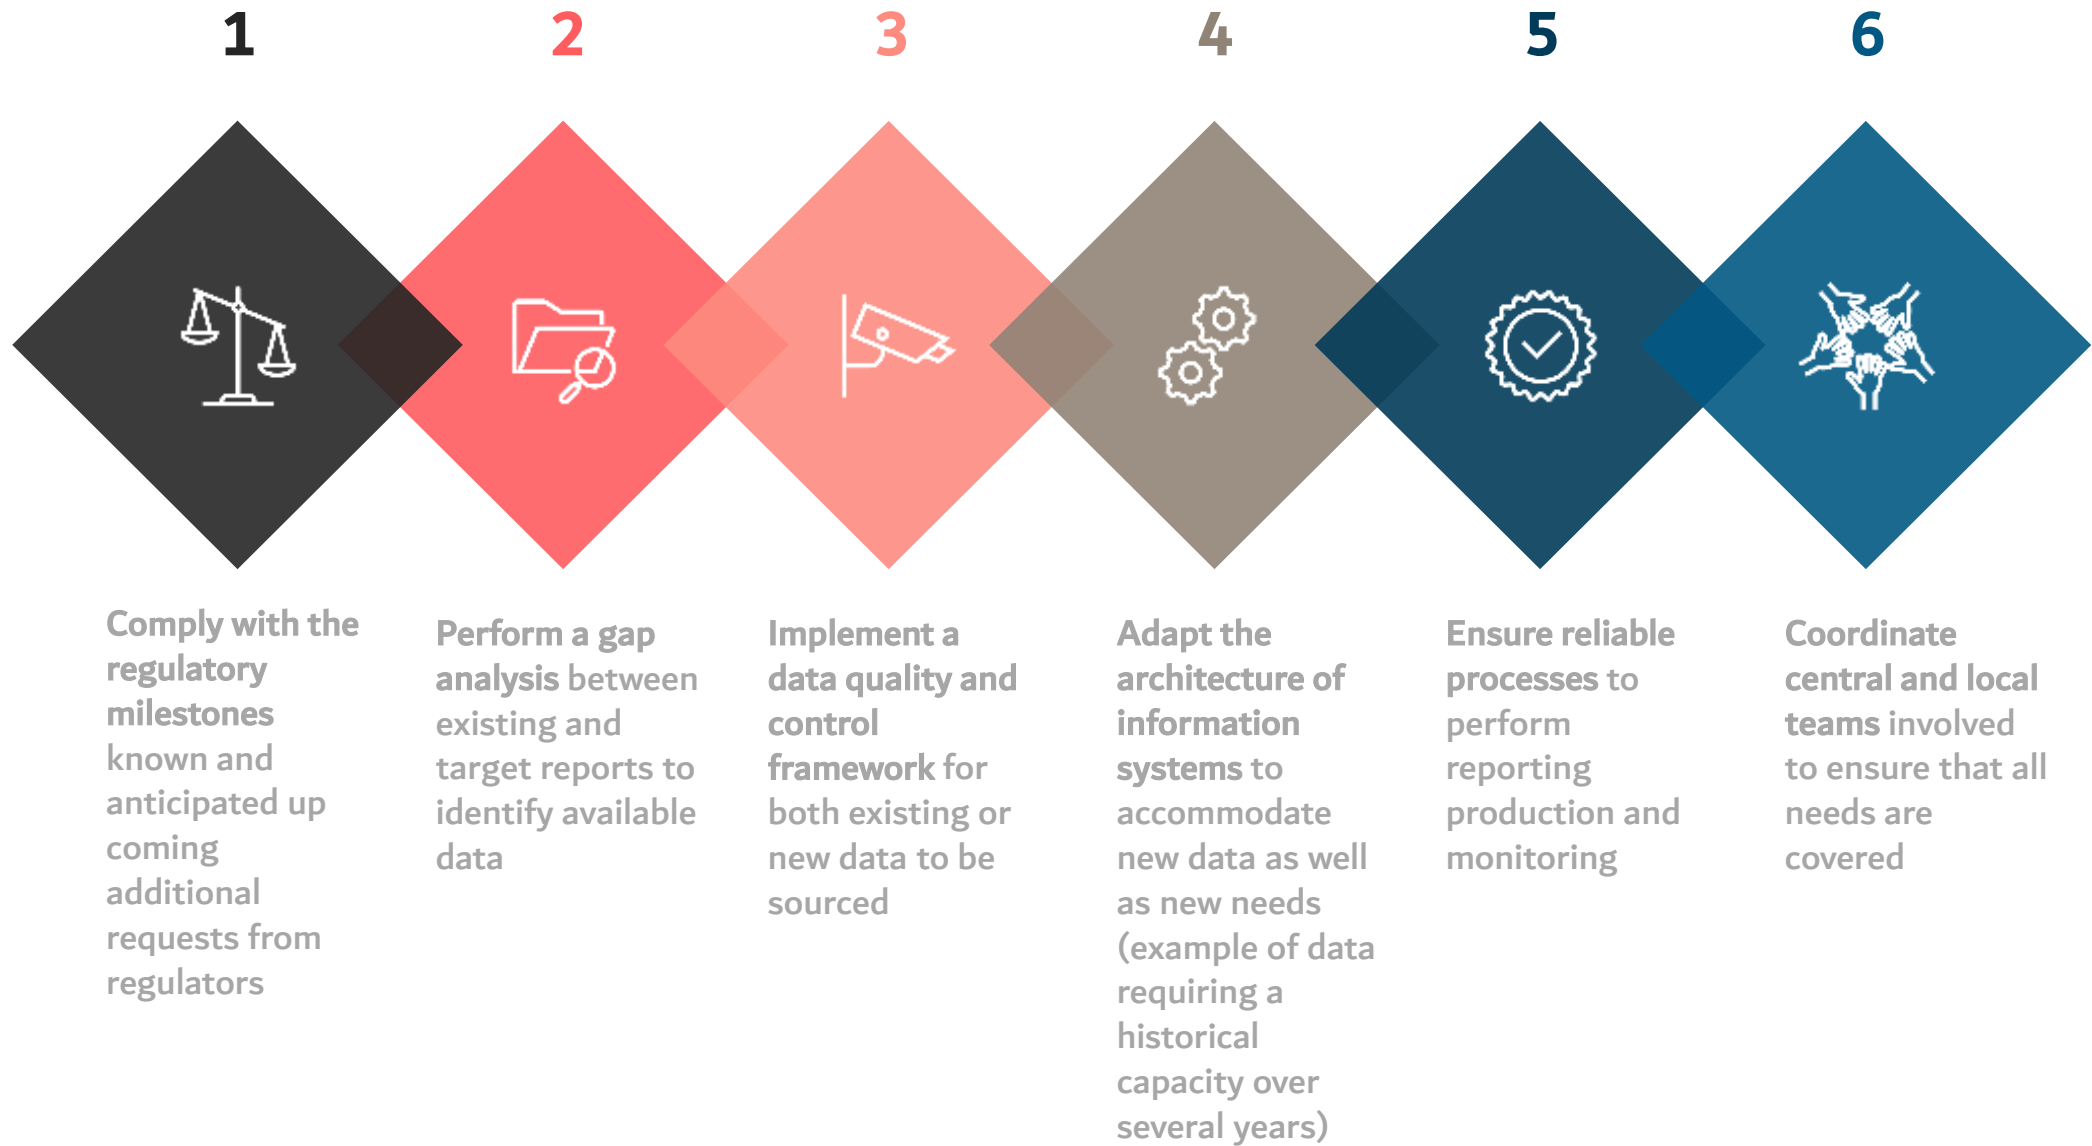 1
Comply with the
regulatory
milestones
known and
anticipated up
coming
additional
requests from
regulators
2
Perform a gap
analysis between
existing and
target reports to
identify available
data
3
Implement a
data quality and
control
framework for
both existing or
new data to be
sourced
4
Adapt the
architecture of
information
systems to
accommodate
new data as well
as new needs
(example of data
requiring a
historical
capacity over
several years)
5
Ensure reliable
processes to
perform
reporting
production and
monitoring
6
Coordinate
central and local
teams involved
to ensure that all
needs are
covered